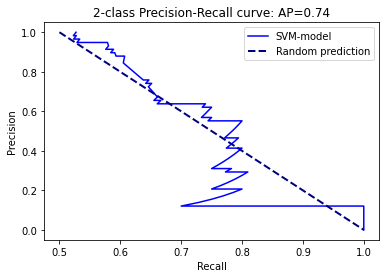 2-class Precision-Recall curve: AP=0.74
SVM-model
Random prediction
Precision
1.0
0.8
0.6
0.4
0.2
0.0
0.5 0.6 0.7 0.8 0.9 1.0
Recall